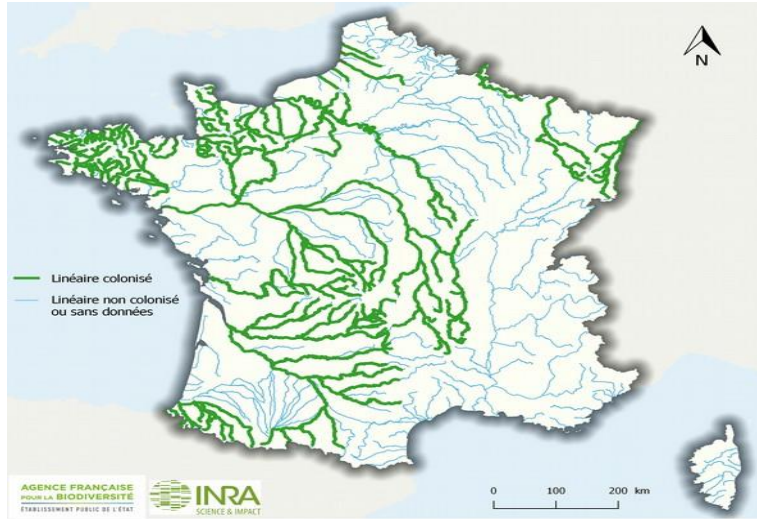 N
Linéaire colonisé
Linéaire non colonisé
ou sans données
AGENCE FRANÇAISE
POUR LA BIODIVERSITÉ
ÉTABLISSEMENT PUBLIC DE L'ÉTAT
INRA
SCIENCE & IMPACT
0 100 200 km